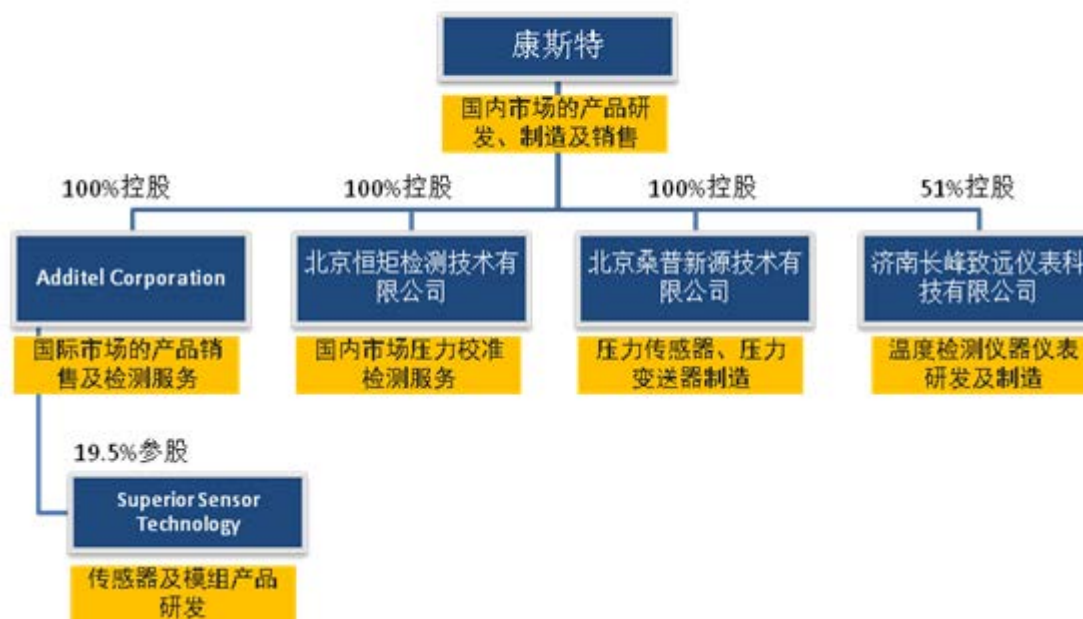 康斯特
国内市场的产品研
发、制造及销售
100%控股
100%控股
100%控股
51%控股
Additel Corporation
北京恒矩检测技术有
限公司
北京桑普新源技术有
限公司
济南长峰致远仪表科
技有限公司
国际市场的产品销
售及检测服务
国内市场压力校准
检测服务
压力传感器、压力
变送器制造
温度检测仪器仪表
研发及制造
19.5%参股
Superior Sensor
Technology
传感器及模组产品
研发